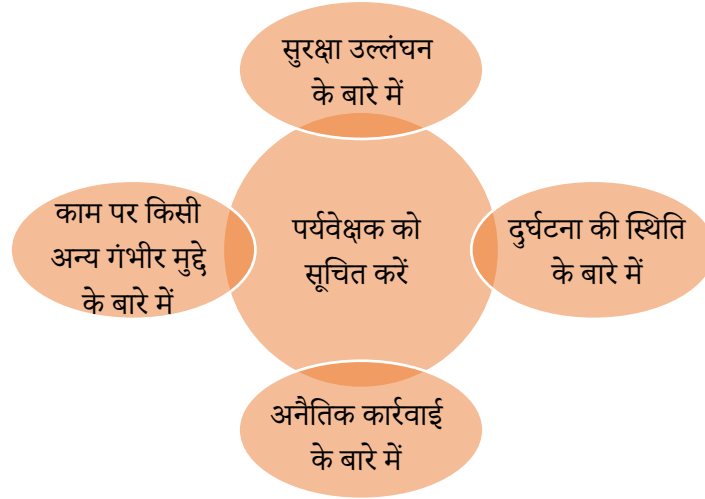 सुरक्षा उल्लंघन
के बारे में
काम पर किसी
अन्य गंभीर मुद्दे
के बारे में
पर्यवेक्षक को
सूचित करें
दुर्घटना की स्थिति
के बारे में
अनैतिक कार्रवाई
के बारे में